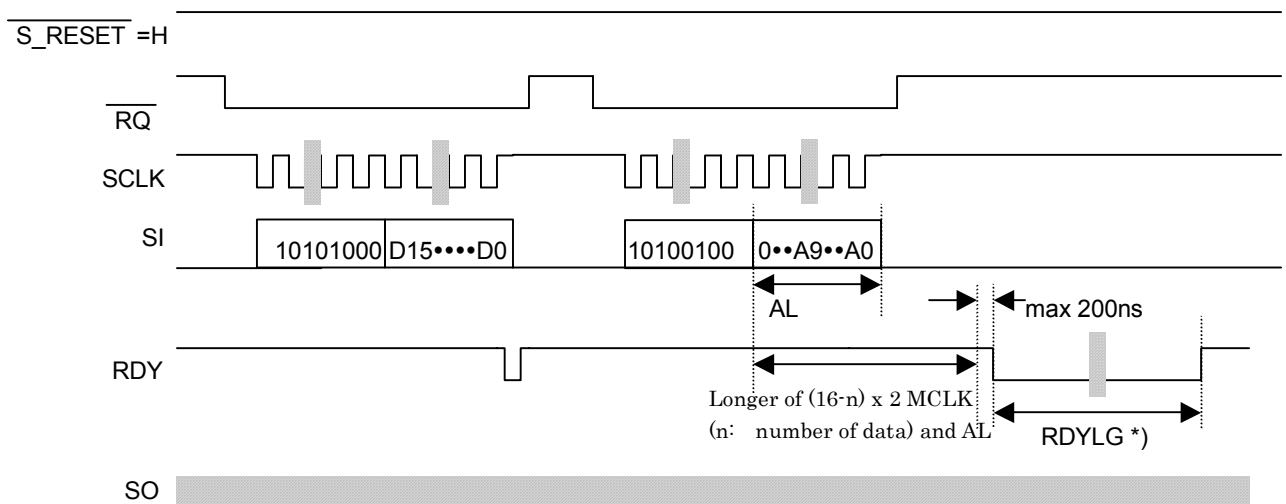 S_RESET =H
RQ
SCLK
SI
10101000 D15••••D0
10100100 0••A9••A0
AL
max 200ns
RDY
Longer of (16-n) x 2 MCLK
(n: number of data) and AL
RDYLG *)
SO